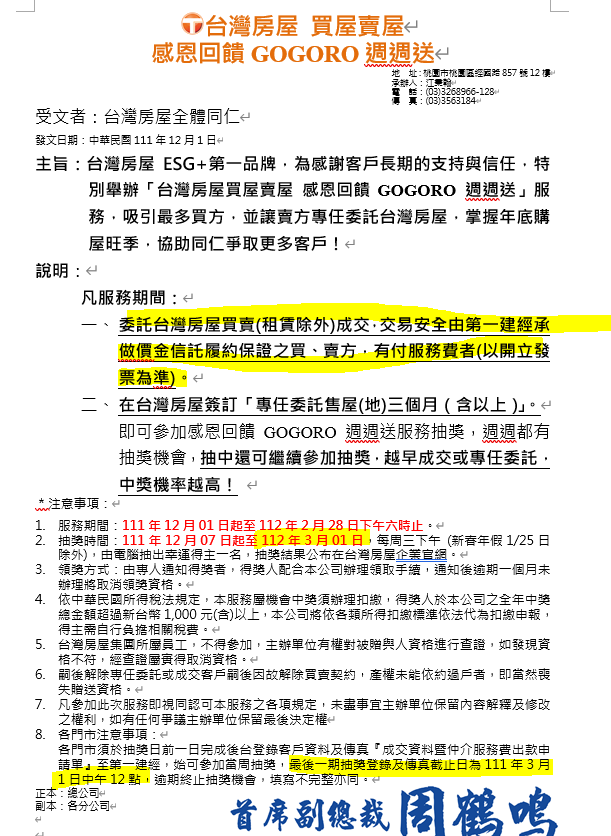 台灣房屋 買屋賣屋
感恩回饋 GOGORO 週週送
地 址:桃園市桃園區經國路 857 號 12 樓
承辦人:江
電 話:(03)3268966-128
傳 真:(03)3563184
受文者：台灣房屋全體同仁
發文日期：中華民國 111 年 12 月 1 日
主旨：台灣房屋 ESG+第一品牌，為感謝客戶長期的支持與信任，特
別舉辦「台灣房屋買屋賣屋 感恩回饋 GOGORO 週週送」服
務，吸引最多買方，並讓賣方專任委託台灣房屋，掌握年底購
屋旺季，協助同仁爭取更多客戶！
說明：
凡服務期間：
一、 委託台灣房屋買賣(租賃除外)成交，交易安全由第一建經承
做價金信託履約保證之買、賣方，有付服務費者(以開立發
票為準)。
二、 在台灣房屋簽訂「專任委託售屋(地)三個月（含以上）」。
即可參加感恩回饋 GOGORO 週週送服務抽獎，週週都有
抽獎機會，抽中還可繼續參加抽獎，越早成交或專任委託，
中獎機率越高！
*注意事項：
1. 服務期間：111 年 12 月 01 日起至 112 年 2 月 28 日下午六時止。
2. 抽獎時間：111 年 12 月 07 日起至 112 年 3 月 01 日，每周三下午 (新春年假 1/25 日
除外)，由電腦抽出幸運得主一名，抽獎結果公布在台灣房屋企業官網。
3. 領獎方式：由專人通知得獎者，得獎人配合本公司辦理領取手續，通知後逾期一個月未
辦理將取消領獎資格。
4. 依中華民國所得稅法規定，本服務屬機會中獎須辦理扣繳，得獎人於本公司之全年中獎
總金額超過新台幣 1,000 元(含)以上，本公司將依各類所得扣繳標準依法代為扣繳申報，
得主需自行負擔相關稅費。
5. 台灣房屋集團所屬員工，不得參加，主辦單位有權對被贈與人資格進行查證，如發現資
格不符，經查證屬實得取消資格。
6. 嗣後解除專任委託或成交客戶嗣後因故解除買賣契約，產權未能依約過戶者，即當然喪
失贈送資格。
7. 凡參加此次服務即視同認可本服務之各項規定，未盡事宜主辦單位保留內容解釋及修改
之權利，如有任何爭議主辦單位保留最後決定權
8. 各門市注意事項：
各門市須於抽獎日前一日完成後台登錄客戶資料及傳真『成交資料暨仲介服務費出款申
請單』至第一建經，始可參加當周抽獎，最後一期抽獎登錄及傳真截止日為 111 年 3 月
1 日中午 12 點，逾期終止抽獎機會，填寫不完整亦同。
正本：總公司
副本：各分公司
首席副總裁 周鶴鳴